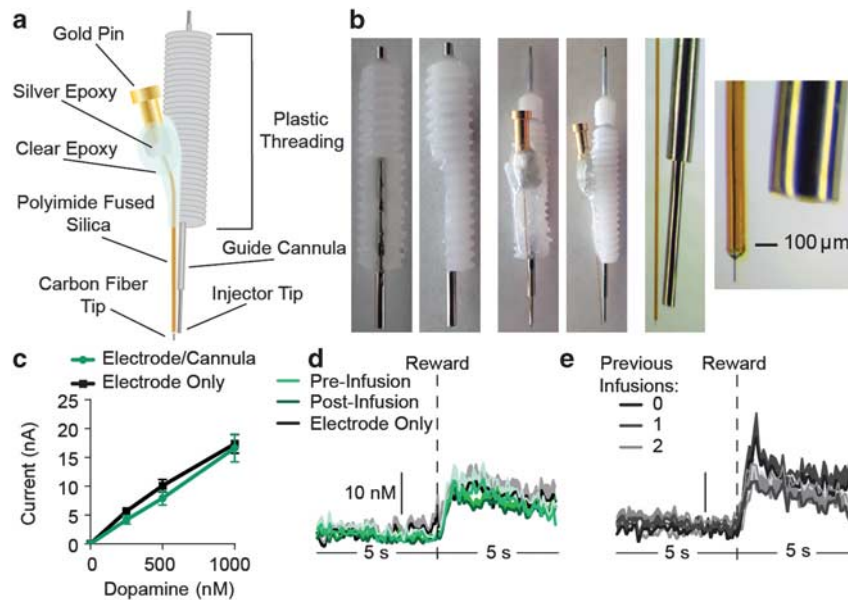 a
Gold Pin
Silver Epoxy
Clear Epoxy
Polyimide Fused
Silica
Carbon Fiber
Tip
Plastic
Threading
Guide Cannula
Injector Tip
b
100 μm
c
Electrode/Cannula
Electrode Only
25
20
15
10
5
0
Current (nA)
0
500
1000
Dopamine (nM)
d
Reward
Pre-Infusion
Post-Infusion
Electrode Only
10 nM
5 s
5 s
e
Previous
Infusions:
0
1
2
Reward
5 s
5 s